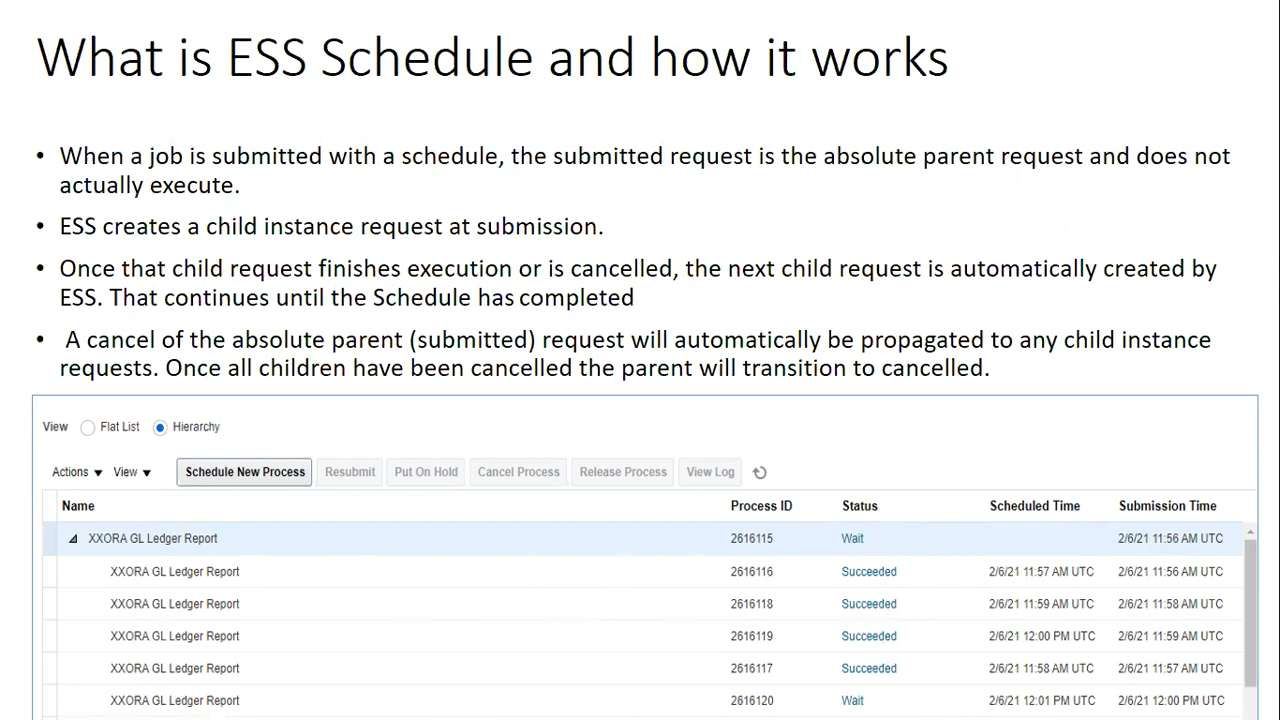 What is ESS Schedule and how it works
• When a job is submitted with a schedule, the submitted request is the absolute parent request and does not
actually execute.
• ESS creates a child instance request at submission.
• Once that child request finishes execution or is cancelled, the next child request is automatically created by
ESS. That continues until the Schedule has completed
• A cancel of the absolute parent (submitted) request will automatically be propagated to any child instance
requests. Once all children have been cancelled the parent will transition to cancelled.
View Flat List Hierarchy
Actions View Schedule New Process Resubmit Put On Hold Cancel Process Release Process View Log
Name Process ID Status Scheduled Time Submission Time
XXORA GL Ledger Report 2616115 Wait 2/6/21 11:56 AM UTC
XXORA GL Ledger Report 2616116 Succeeded 2/6/21 11:57 AM UTC 2/6/21 11:56 AM UTC
XXORA GL Ledger Report 2616118 Succeeded 2/6/21 11:59 AM UTC 2/6/21 11:58 AM UTC
XXORA GL Ledger Report 2616119 Succeeded 2/6/21 12:00 PM UTC 2/6/21 11:59 AM UTC
XXORA GL Ledger Report 2616117 Succeeded 2/6/21 11:58 AM UTC 2/6/21 11:57 AM UTC
XXORA GL Ledger Report 2616120 Wait 2/6/21 12:01 PM UTC 2/6/21 12:00 PM UTC